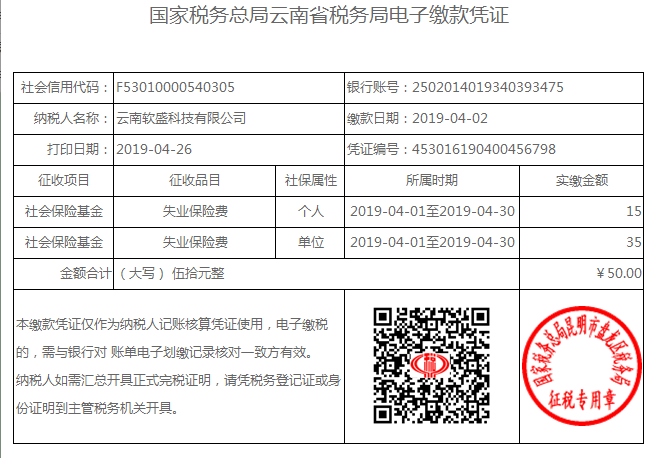 国家税务总局云南省税务局电子缴款凭证
社会信用代码： F53010000540305 银行账号：2502014019340393475
纳税人名称： 云南软盛科技有限公司 缴款日期：2019-04-02
打印日期： 2019-04-26 凭证编号：453016190400456798
征收项目 征收品目 社保属性 所属时期 实缴金额
社会保险基金 失业保险费 个人 2019-04-01至2019-04-30 15
社会保险基金 失业保险费 单位 2019-04-01至2019-04-30 35
金额合计 （大写） 伍拾元整 ￥50.00
本缴款凭证仅作为纳税人记账核算凭证使用，电子缴税
的，需与银行对 账单电子划缴记录核对一致方有效。
纳税人如需汇总开具正式完税证明，请凭税务登记证或身
份证明到主管税务机关开具。
国家税务总局昆明市盘龙区税务局
征税专用章